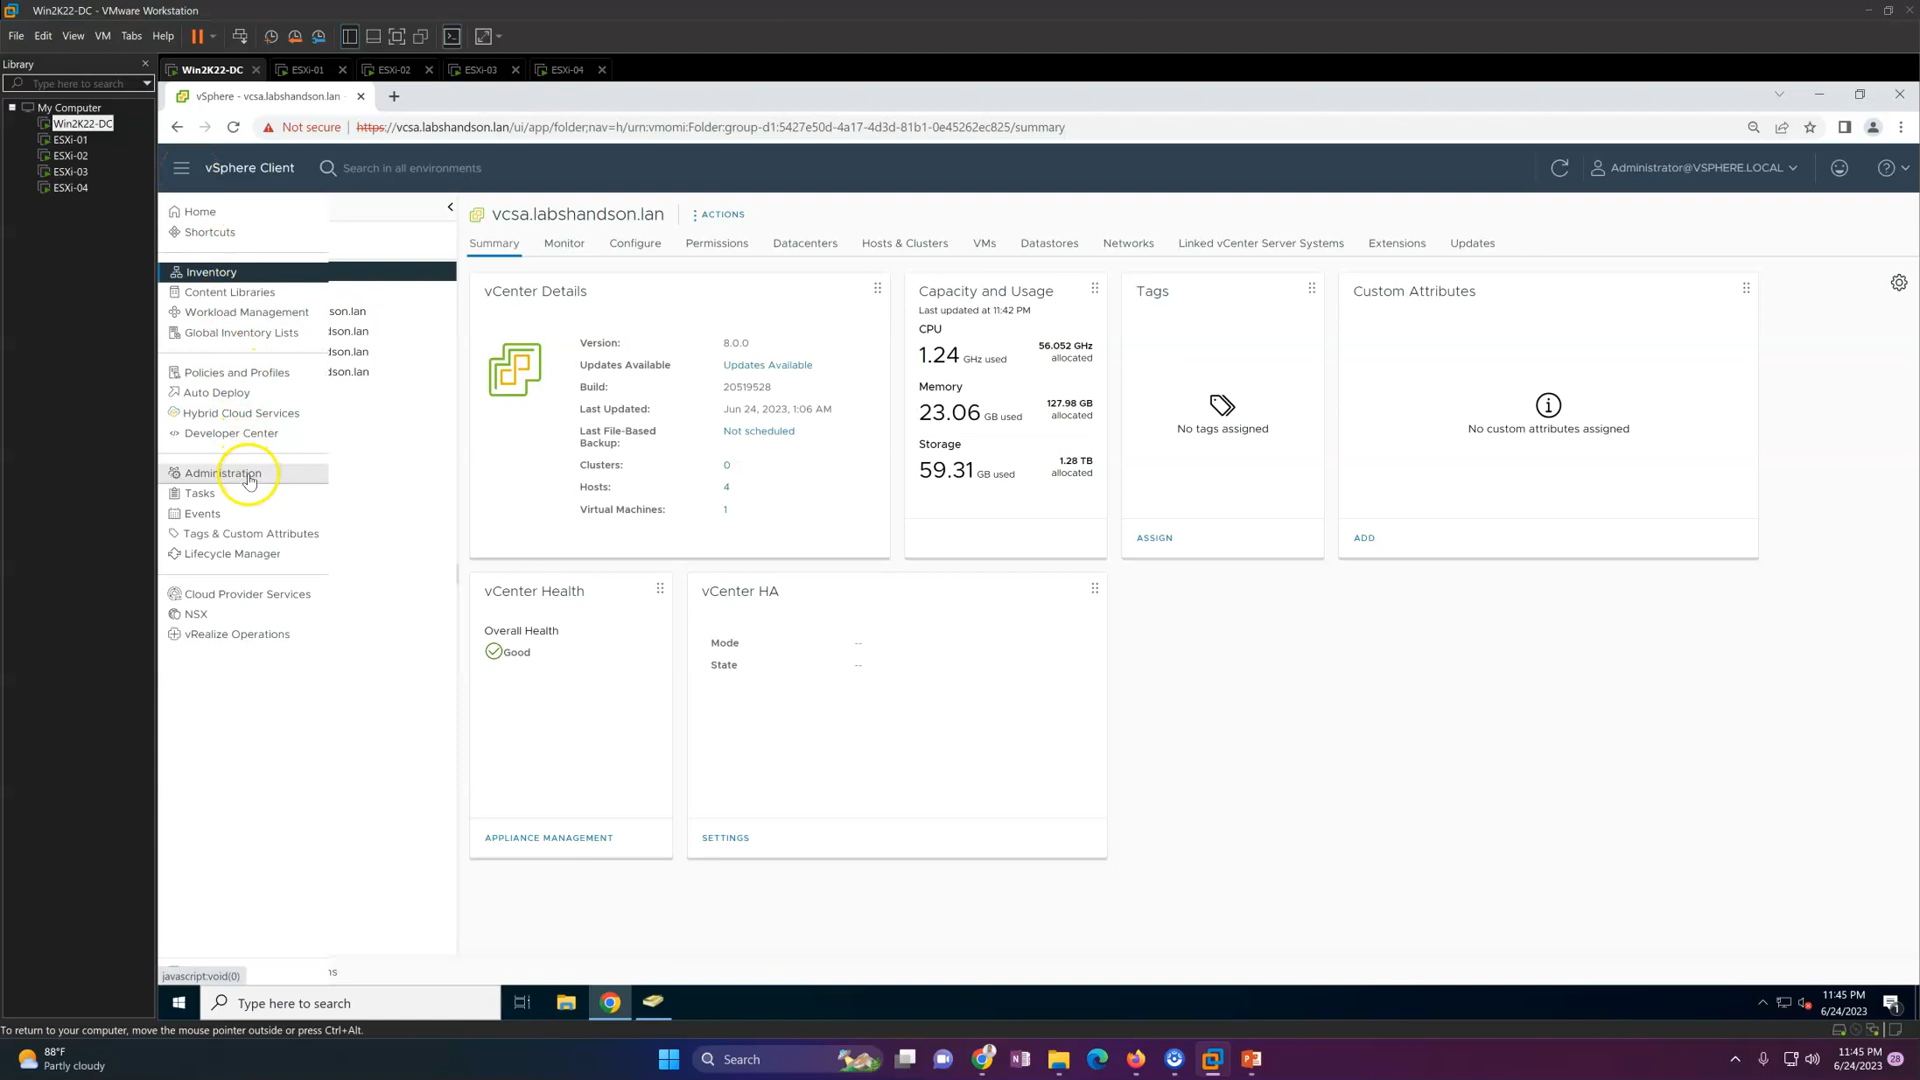 Win2K22-DC - VMware Workstation
File Edit View VM Tabs Help
Library
Type here to search
My Computer
Win2K22-DC
ESXi-01
ESXi-02
ESXi-03
ESXi-04
Win2K22-DC ESXi-01 ESXi-02 ESXi-03 ESXi-04
vSphere - vcsa.labshandson.lan -
Not secure https://vcsa.labshandson.lan/ui/app/folder;nav=h/urn:vmomi:Folder:group-d1:5427e50d-4a17-4d3d-81b1-0e45262ec825/summary
vSphere Client Search in all environments Administrator@VSPHERE.LOCAL
Home
Shortcuts
Inventory
Content Libraries
Workload Management
Global Inventory Lists
Policies and Profiles
Auto Deploy
Hybrid Cloud Services
Developer Center
Administration
Tasks
Events
Tags & Custom Attributes
Lifecycle Manager
Cloud Provider Services
NSX
vRealize Operations
son.lan
dson.lan
dson.lan
dson.lan
javascript:void(0)
ns
vcsa.labshandson.lan ACTIONS
Summary Monitor Configure Permissions Datacenters Hosts & Clusters VMs Datastores Networks Linked vCenter Server Systems Extensions Updates
vCenter Details
Version: 8.0.0
Updates Available Updates Available
Build: 20519528
Last Updated: Jun 24, 2023, 1:06 AM
Last File-Based Not scheduled
Backup:
Clusters: 0
Hosts: 4
Virtual Machines: 1
Capacity and Usage
Last updated at 11:42 PM
CPU
1.24 GHz used 56.052 GHz
allocated
Memory
23.06 GB used 127.98 GB
allocated
Storage
59.31 GB used 1.28 TB
allocated
Tags
No tags assigned
ASSIGN
Custom Attributes
No custom attributes assigned
ADD
vCenter Health
Overall Health
Good
APPLIANCE MANAGEMENT
vCenter HA
Mode --
State --
SETTINGS
Type here to search
11:45 PM
6/24/2023
1
To return to your computer, move the mouse pointer outside or press Ctrl+Alt.
88°F
Partly cloudy
Search
11:45 PM
6/24/2023
28